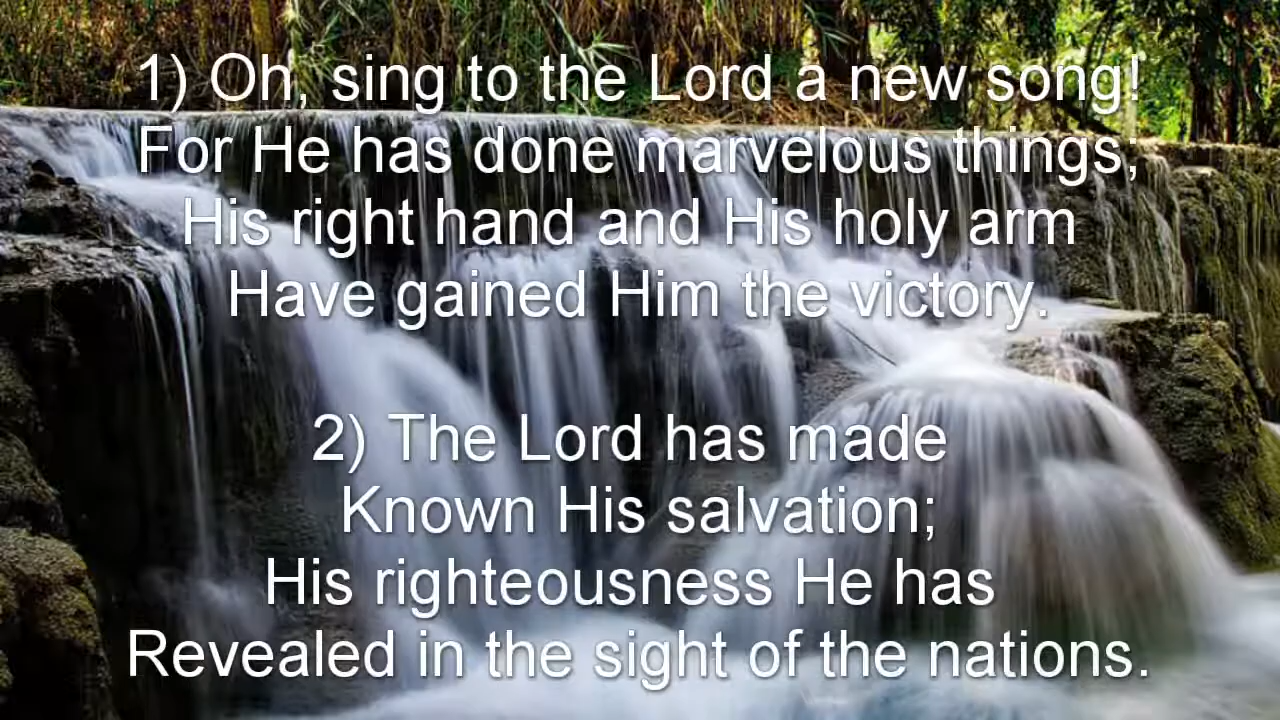 1) Oh, sing to the Lord a new song!
For He has done marvelous things;
His right hand and His holy arm
Have gained Him the victory.
2) The Lord has made
Known His salvation;
His righteousness He has
Revealed in the sight of the nations.